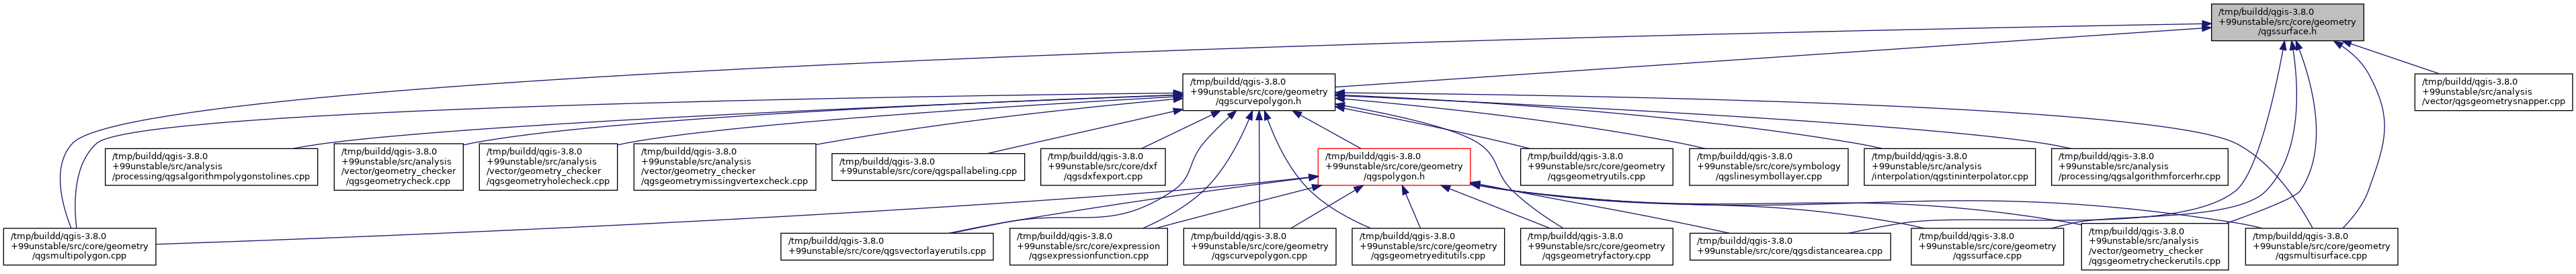 /tmp/buildd/qgis-3.8.0
+99unstable/src/core/geometry
/qgssurface.h
/tmp/buildd/qgis-3.8.0
+99unstable/src/core/geometry
/qgscurvepolygon.h
/tmp/buildd/qgis-3.8.0
+99unstable/src/analysis
/vector/qgsgeometrysnapper.cpp
/tmp/buildd/qgis-3.8.0
+99unstable/src/analysis
/processing/qgsalgorithmpolygonstolines.cpp
/tmp/buildd/qgis-3.8.0
+99unstable/src/analysis
/vector/geometry_checker
/qgsgeometrycheck.cpp
/tmp/buildd/qgis-3.8.0
+99unstable/src/analysis
/vector/geometry_checker
/qgsgeometryholecheck.cpp
/tmp/buildd/qgis-3.8.0
+99unstable/src/analysis
/vector/geometry_checker
/qgsgeometrymissingvertexcheck.cpp
/tmp/buildd/qgis-3.8.0
+99unstable/src/core/qgspallabeling.cpp
/tmp/buildd/qgis-3.8.0
+99unstable/src/core/dxf
/qgsdxfexport.cpp
/tmp/buildd/qgis-3.8.0
+99unstable/src/core/geometry
/qgspolygon.h
/tmp/buildd/qgis-3.8.0
+99unstable/src/core/geometry
/qgsgeometryutils.cpp
/tmp/buildd/qgis-3.8.0
+99unstable/src/core/symbology
/qgslinesymbollayer.cpp
/tmp/buildd/qgis-3.8.0
+99unstable/src/analysis
/interpolation/qgstininterpolator.cpp
/tmp/buildd/qgis-3.8.0
+99unstable/src/analysis
/processing/qgsalgorithmforcerhr.cpp
/tmp/buildd/qgis-3.8.0
+99unstable/src/core/geometry
/qgsmultipolygon.cpp
/tmp/buildd/qgis-3.8.0
+99unstable/src/core/qgsvectorlayerutils.cpp
/tmp/buildd/qgis-3.8.0
+99unstable/src/core/expression
/qgsexpressionfunction.cpp
/tmp/buildd/qgis-3.8.0
+99unstable/src/core/geometry
/qgscurvepolygon.cpp
/tmp/buildd/qgis-3.8.0
+99unstable/src/core/geometry
/qgsgeometryeditutils.cpp
/tmp/buildd/qgis-3.8.0
+99unstable/src/core/geometry
/qgsgeometryfactory.cpp
/tmp/buildd/qgis-3.8.0
+99unstable/src/core/qgsdistancearea.cpp
/tmp/buildd/qgis-3.8.0
+99unstable/src/core/geometry
/qgssurface.cpp
/tmp/buildd/qgis-3.8.0
+99unstable/src/analysis
/vector/geometry_checker
/qgsgeometrycheckerutils.cpp
/tmp/buildd/qgis-3.8.0
+99unstable/src/core/geometry
/qgsmultisurface.cpp